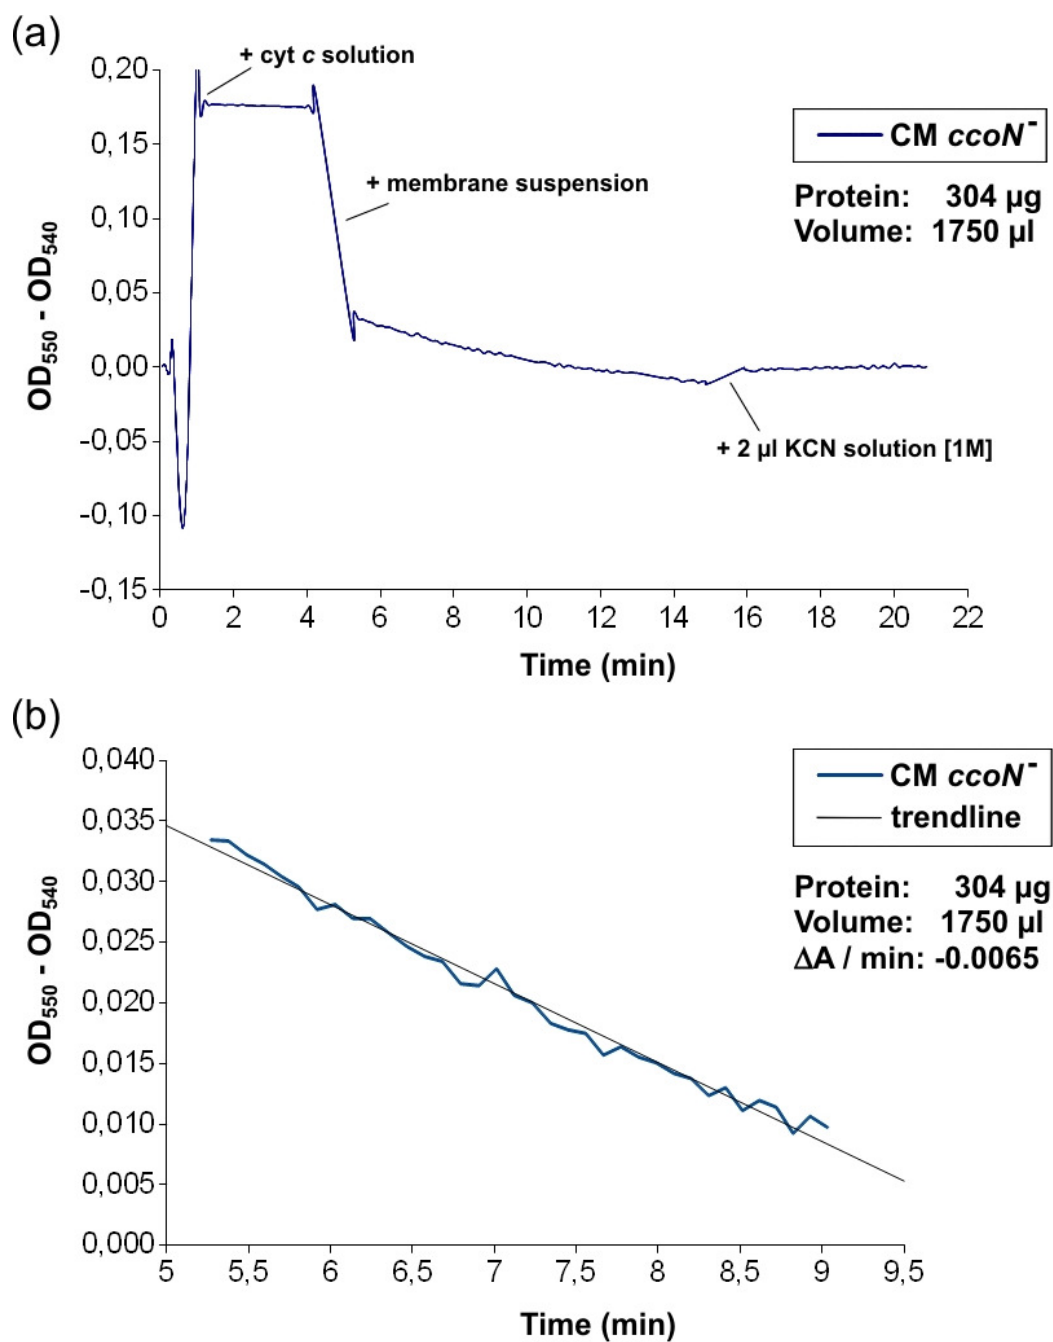 (a)
+ cyt c solution
0,20
0,15
0,10
0,05
0,00
-0,05
-0,10
-0,15
OD550 - OD540
+ membrane suspension
+ 2 µl KCN solution [1M]
0 2 4 6 8 10 12 14 16 18 20 22
Time (min)
CM ccoN-
Protein: 304 µg
Volume: 1750 µl
(b)
0,040
0,035
0,030
0,025
0,020
0,015
0,010
0,005
0,000
OD550 - OD540
5 5,5 6 6,5 7 7,5 8 8,5 9 9,5
Time (min)
CM ccoN-
trendline
Protein: 304 µg
Volume: 1750 µl
ΔA / min: -0.0065